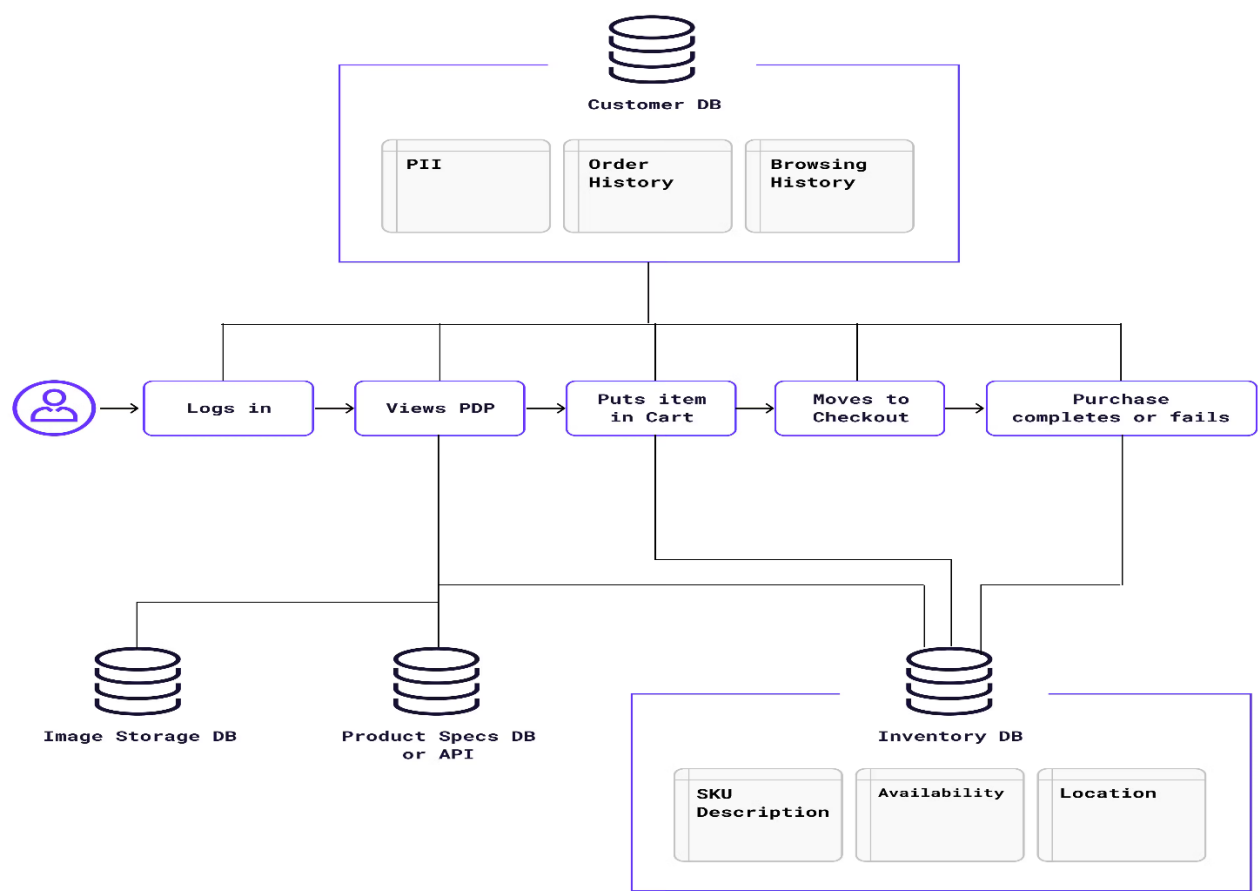 Customer DB
PII
Order
History
Browsing
History
Logs in
Views PDP
Puts item
in Cart
Moves to
Checkout
Purchase
completes or fails
Image Storage DB
Product Specs DB
or API
Inventory DB
SKU
Description
Availability
Location